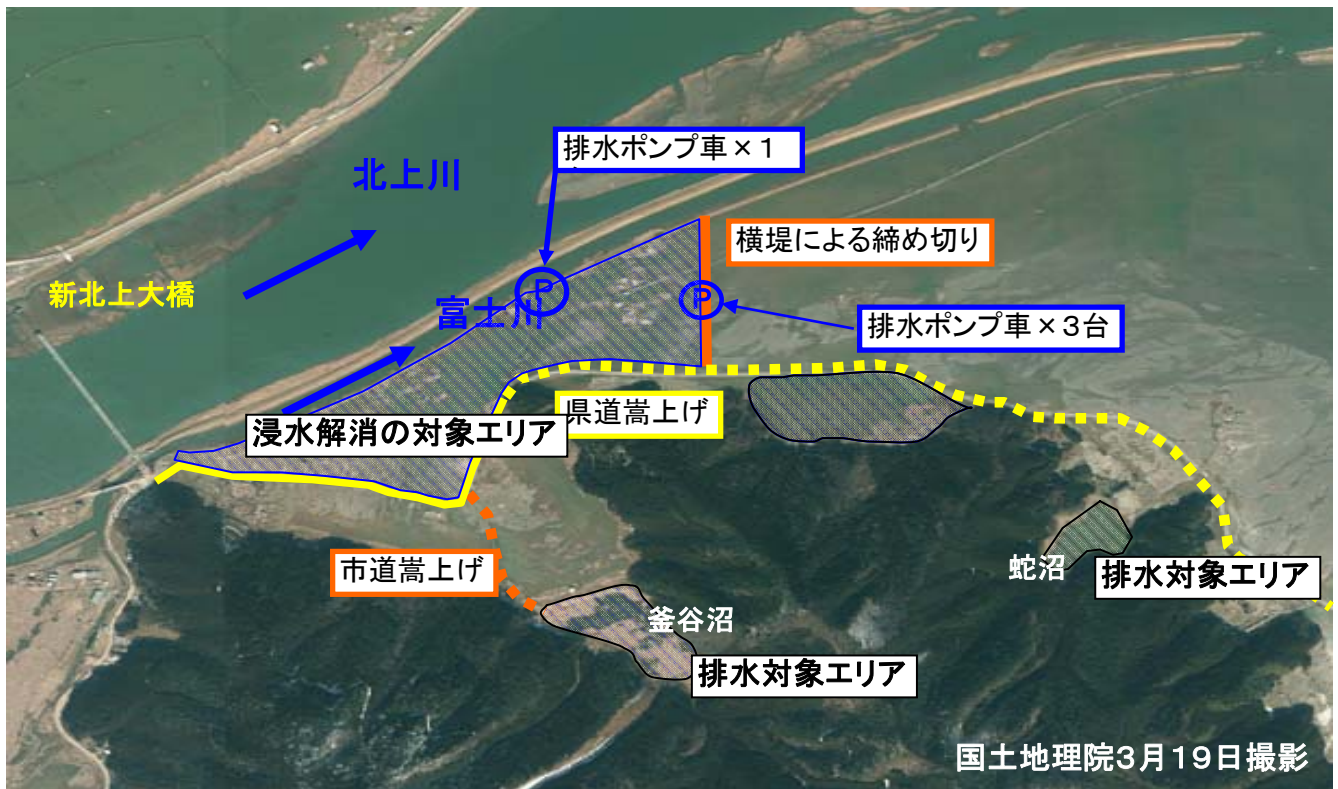 排水ポンプ車×1
北上川
横堤による締め切り
新北上大橋
P
P
富士川
排水ポンプ車×3台
県道嵩上げ
浸水解消の対象エリア
市道嵩上げ
蛇沼
排水対象エリア
釜谷沼
排水対象エリア
国土地理院3月19日撮影